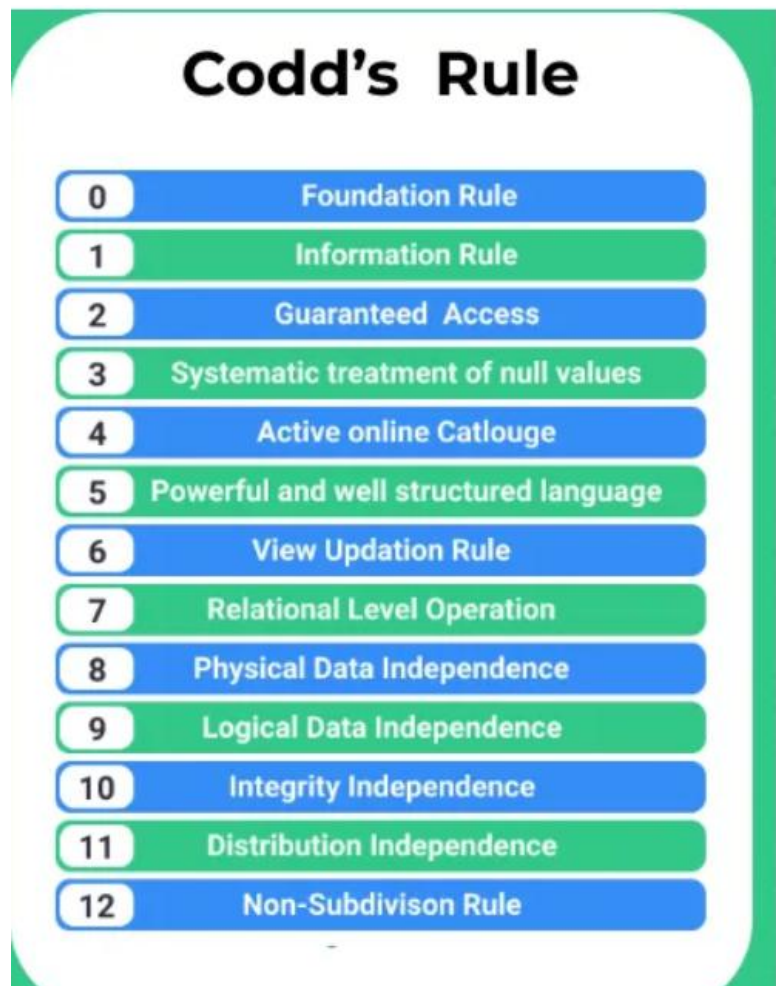 Codd's Rule
0 Foundation Rule
1 Information Rule
2 Guaranteed Access
3 Systematic treatment of null values
4 Active online Catlouge
5 Powerful and well structured language
6 View Updation Rule
7 Relational Level Operation
8 Physical Data Independence
9 Logical Data Independence
10 Integrity Independence
11 Distribution Independence
12 Non-Subdivison Rule